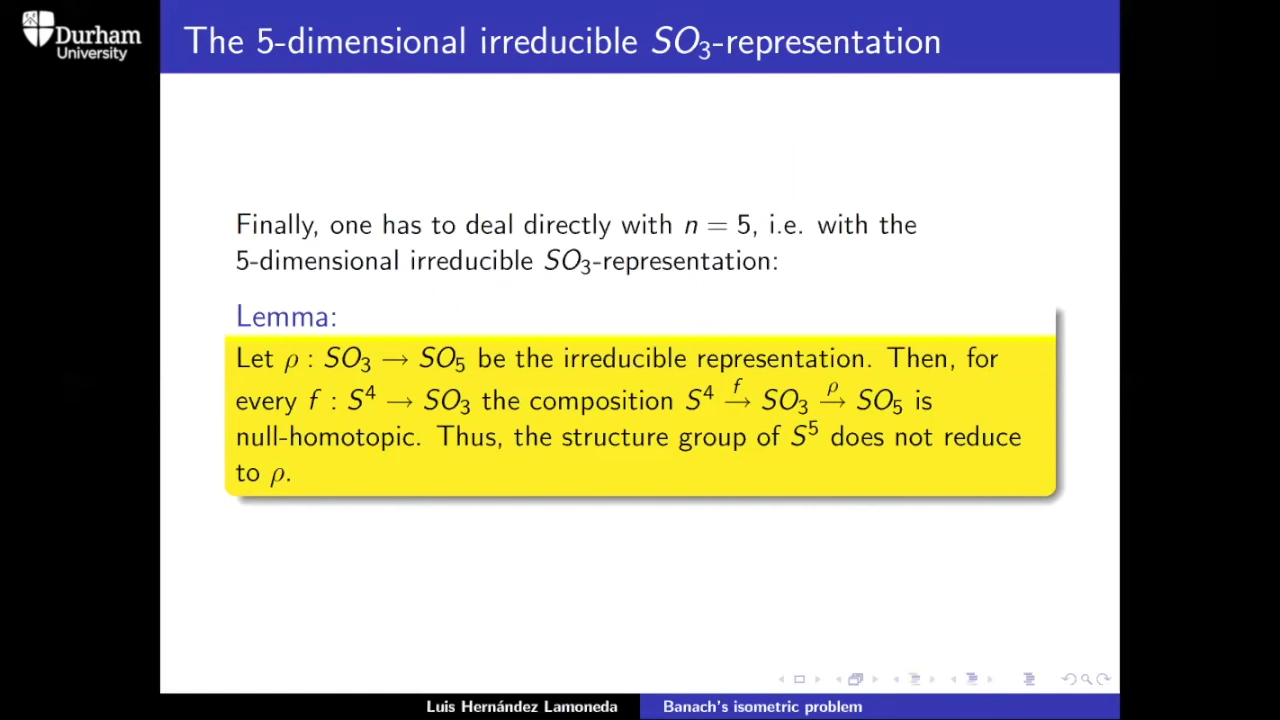 Durham
University
The 5-dimensional irreducible SO₃-representation
Finally, one has to deal directly with n = 5, i.e. with the
5-dimensional irreducible SO₃-representation:
Lemma:
Let ρ : SO₃ → SO₅ be the irreducible representation. Then, for
every f : S⁴ → SO₃ the composition S⁴ →^f SO₃ →^ρ SO₅ is
null-homotopic. Thus, the structure group of S⁵ does not reduce
to ρ.
Luis Hernández Lamoneda
Banach's isometric problem